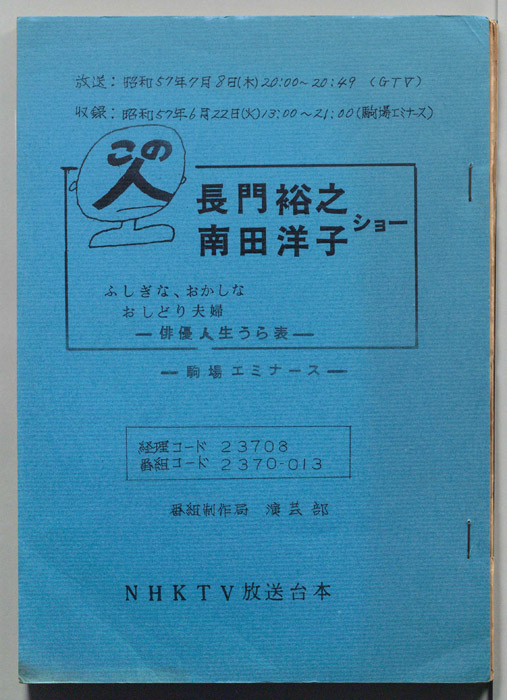 放送：昭和57年7月8日(木)20:00～20:49（GTV）
収録：昭和57年6月22日(火)13:00～21:00(駒場エミナース)
この
人
長門裕之
南田洋子
ショー
ふしぎな、おかしな
おしどり夫婦
―俳優人生うら表―
―駒場エミナース―
経理コード 23708
番組コード 2370-013
番組制作局 演芸部
NHKTV放送台本